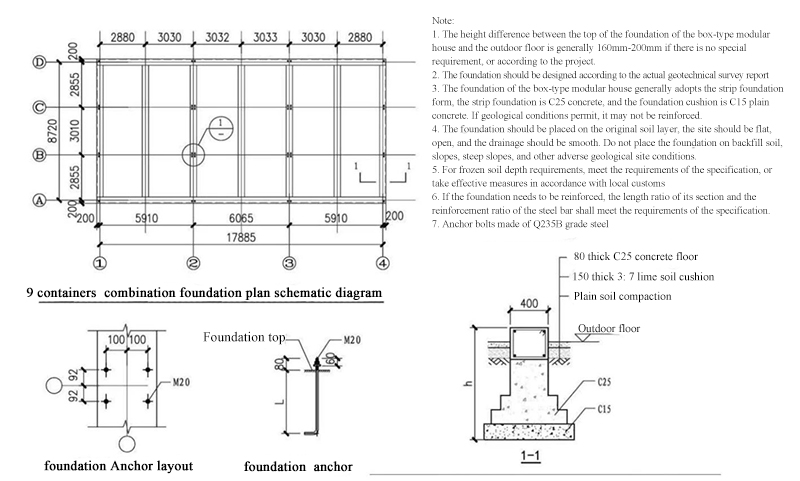 2880 3030 3032 3033 3030 2880
200
D
2855
C
8720
3010
1
–
B
2855
1 1
A
200
200 5910 6065 5910 200
17885
1 2 3 4
9 containers combination foundation plan schematic diagram
Note:
1. The height difference between the top of the foundation of the box-type modular
house and the outdoor floor is generally 160mm-200mm if there is no special
requirement, or according to the project.
2. The foundation should be designed according to the actual geotechnical survey report
3. The foundation of the box-type modular house generally adopts the strip foundation
form, the strip foundation is C25 concrete, and the foundation cushion is C15 plain
concrete. If geological conditions permit, it may not be reinforced.
4. The foundation should be placed on the original soil layer, the site should be flat,
open, and the drainage should be smooth. Do not place the foundation on backfill soil,
slopes, steep slopes, and other adverse geological site conditions.
5. For frozen soil depth requirements, meet the requirements of the specification, or
take effective measures in accordance with local customs
6. If the foundation needs to be reinforced, the length ratio of its section and the
reinforcement ratio of the steel bar shall meet the requirements of the specification.
7. Anchor bolts made of Q235B grade steel
100 100
92
92
M20
foundation Anchor layout
Foundation top
M20
80
60
L
foundation anchor
80 thick C25 concrete floor
150 thick 3: 7 lime soil cushion
Plain soil compaction
400
Outdoor floor
h
C25
C15
1-1